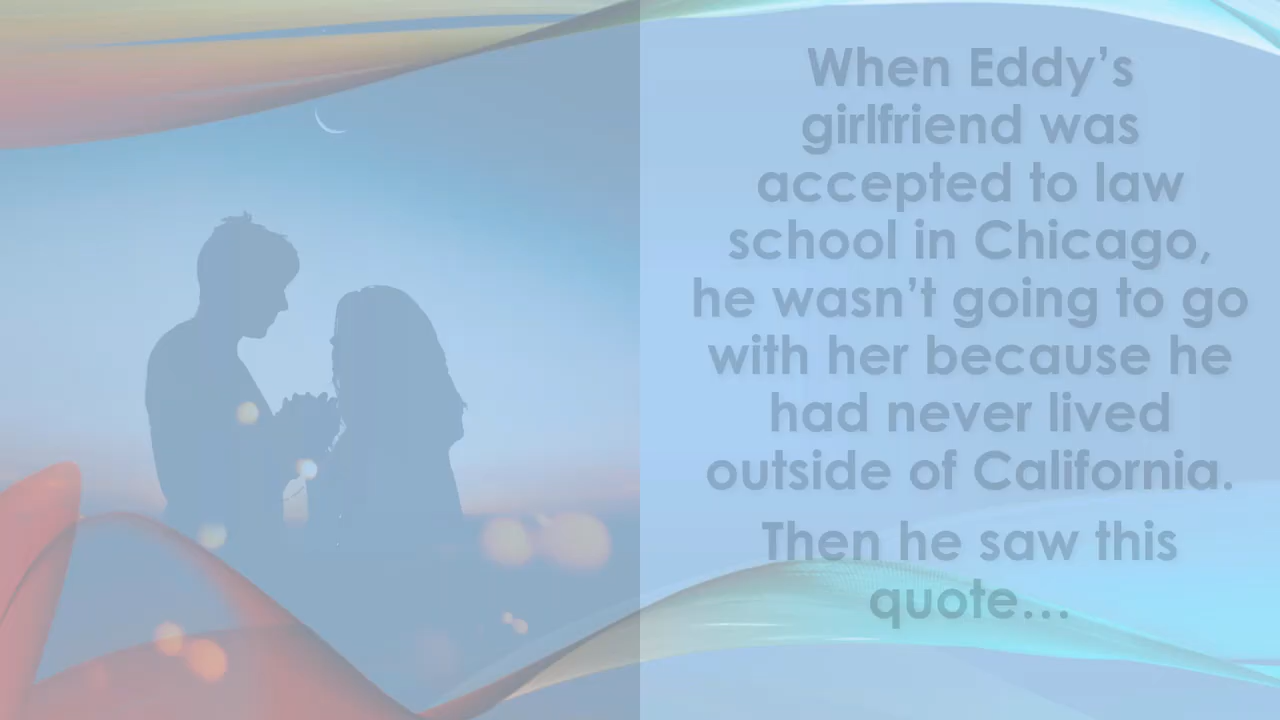 When Eddy’s
girlfriend was
accepted to law
school in Chicago,
he wasn’t going to go
with her because he
had never lived
outside of California.
Then he saw this
quote…